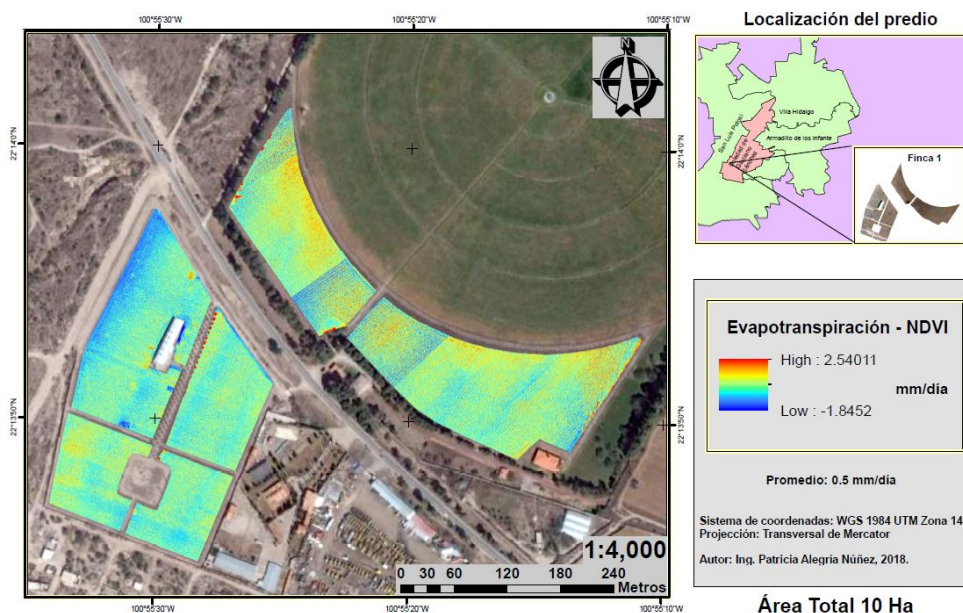 100°55'30"W
100°55'20"W
100°55'10"W
Localización del predio
N
22°14'0"N
22°14'0"N
San Luis Potosí
Villa Hidalgo
Armadillo de los Infante
Soledad de
Graciano
Sánchez
Finca 1
Evapotranspiración - NDVI
High : 2.54011
mm/día
Low : -1.8452
22°13'50"N
22°13'50"N
Promedio: 0.5 mm/día
Sistema de coordenadas: WGS 1984 UTM Zona 14
Projección: Transversal de Mercator
Autor: Ing. Patricia Alegría Núñez, 2018.
1:4,000
0 30 60 120 180 240
Metros
100°55'30"W
100°55'20"W
100°55'10"W
Área Total 10 Ha